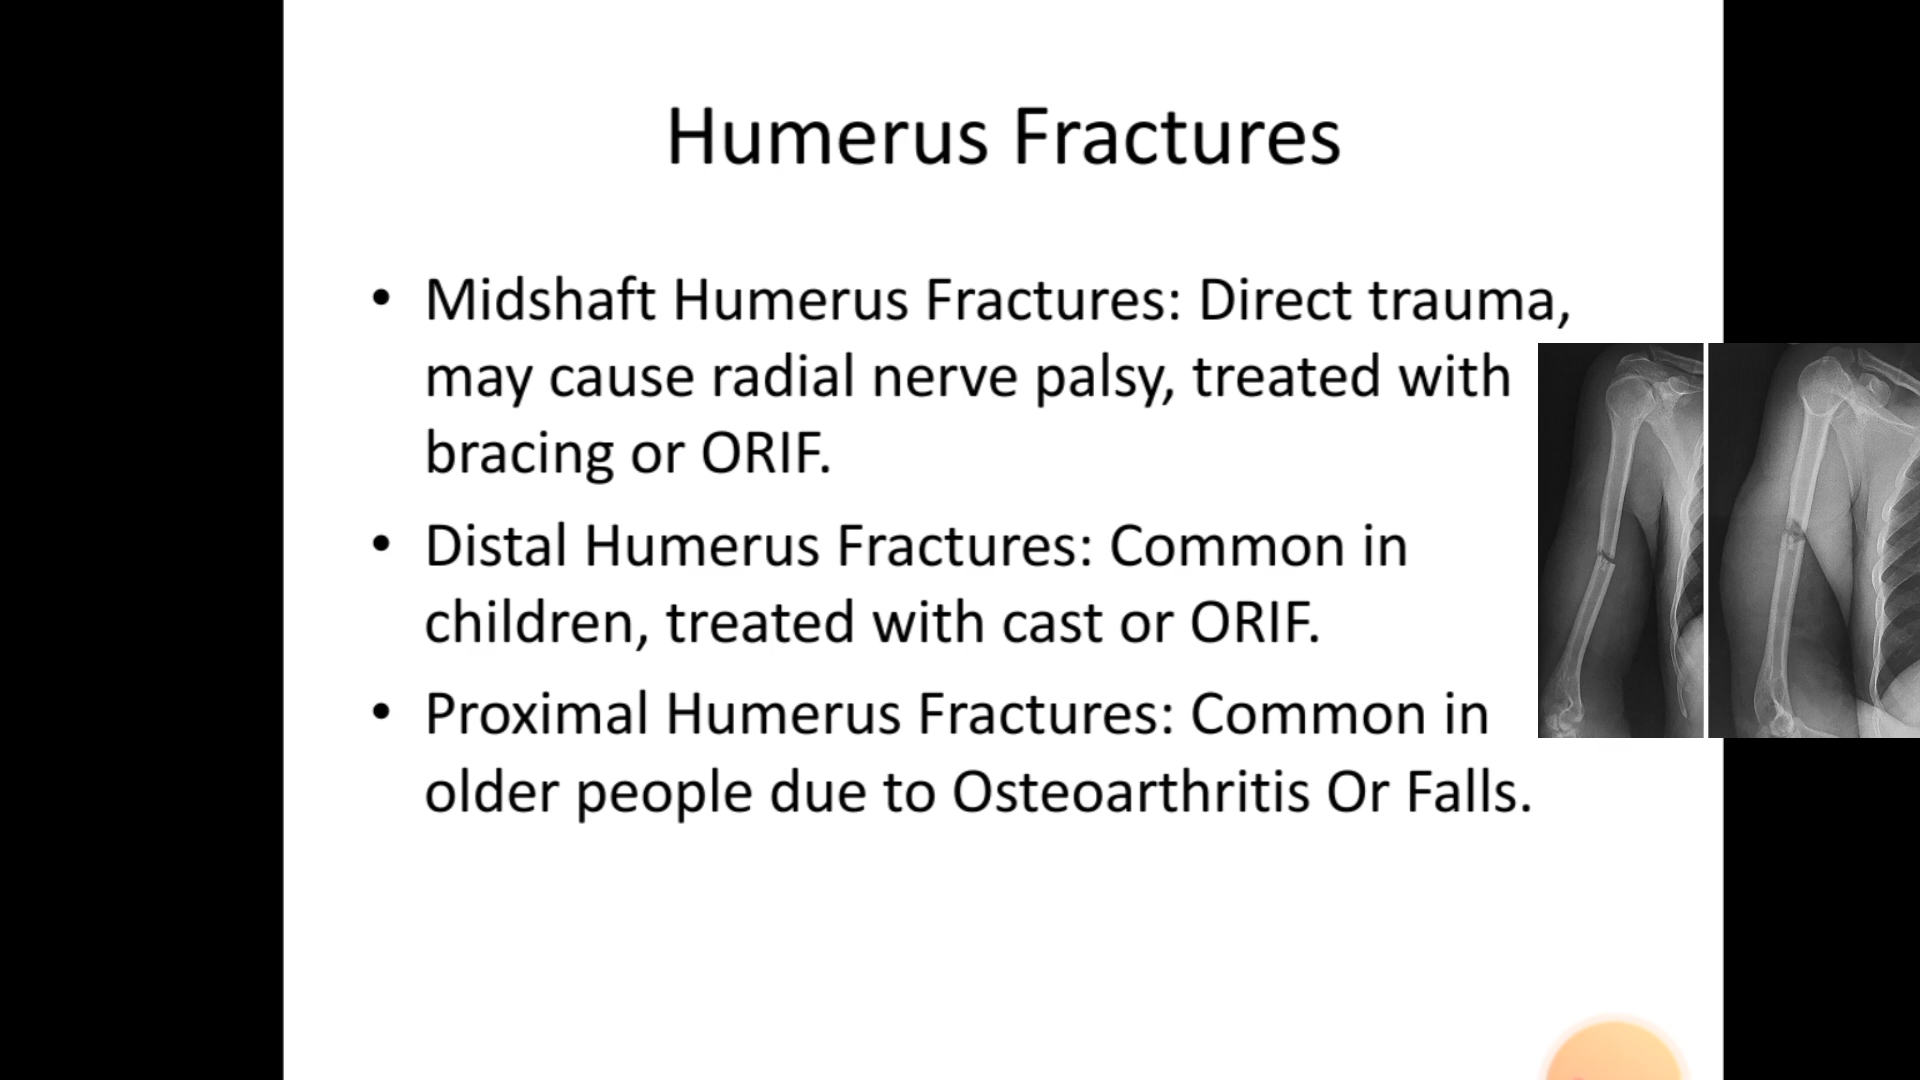 Humerus Fractures
• Midshaft Humerus Fractures: Direct trauma,
may cause radial nerve palsy, treated with
bracing or ORIF.
• Distal Humerus Fractures: Common in
children, treated with cast or ORIF.
• Proximal Humerus Fractures: Common in
older people due to Osteoarthritis Or Falls.